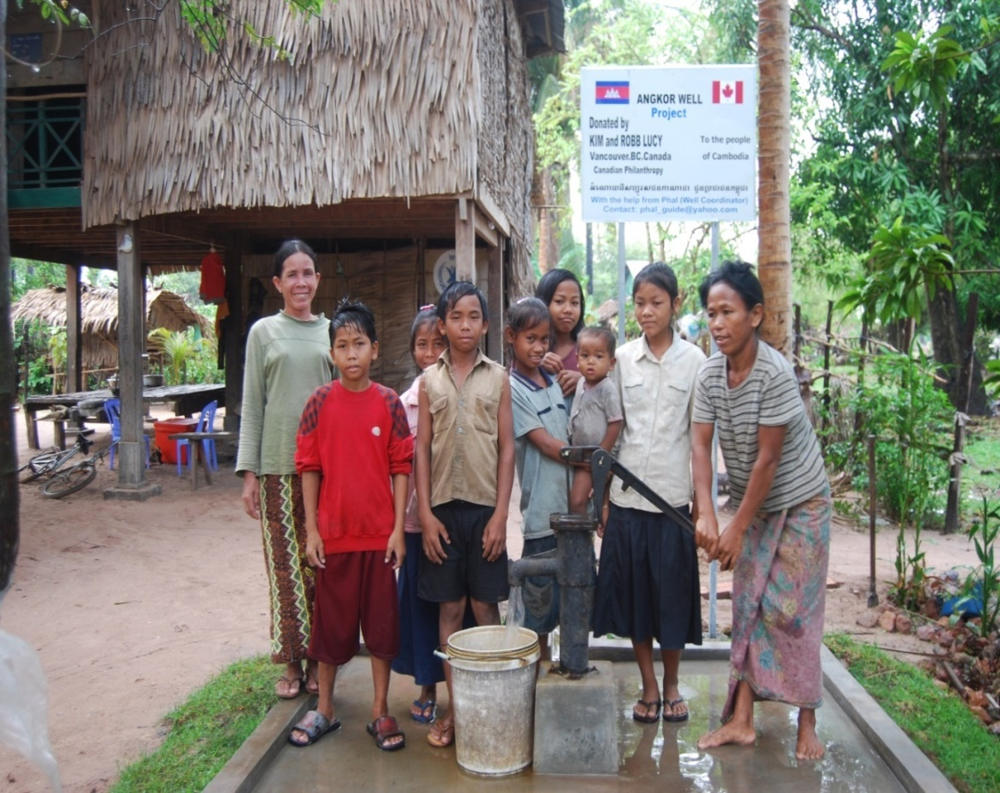 ANGKOR WELL
Project
Donated by
KIM and ROBB LUCY
Vancouver.BC.Canada
Canadian Philanthropy
To the people
of Cambodia
With the help from Phal (Well Coordinator)
Contact: phal_guide@yahoo.com